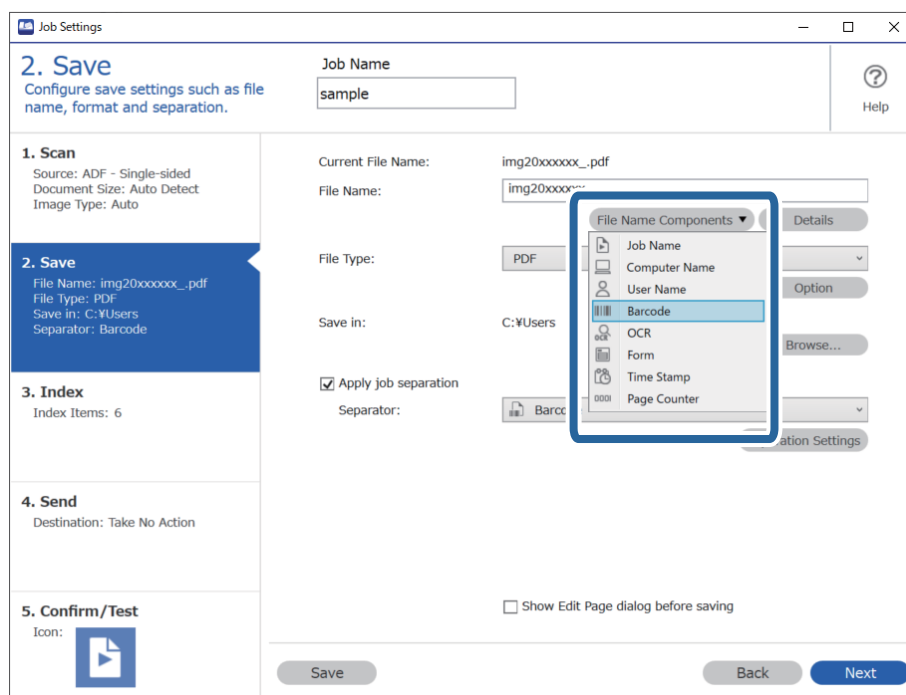 Job Settings
2. Save
Configure save settings such as file
name, format and separation.
Job Name
sample
Help
1. Scan
Source: ADF - Single-sided
Document Size: Auto Detect
Image Type: Auto
2. Save
File Name: img20xxxxxx_.pdf
File Type: PDF
Save in: C:¥Users
Separator: Barcode
3. Index
Index Items: 6
4. Send
Destination: Take No Action
5. Confirm/Test
Icon:
Current File Name: img20xxxxxx_.pdf
File Name: img20xxxxxx
File Name Components ▼ Details
Job Name
Computer Name
User Name
Barcode
OCR
Form
Time Stamp
0001 Page Counter
File Type: PDF
Option
Save in: C:¥Users
Browse...
Apply job separation
Separator:
Settings
Show Edit Page dialog before saving
Save Back Next